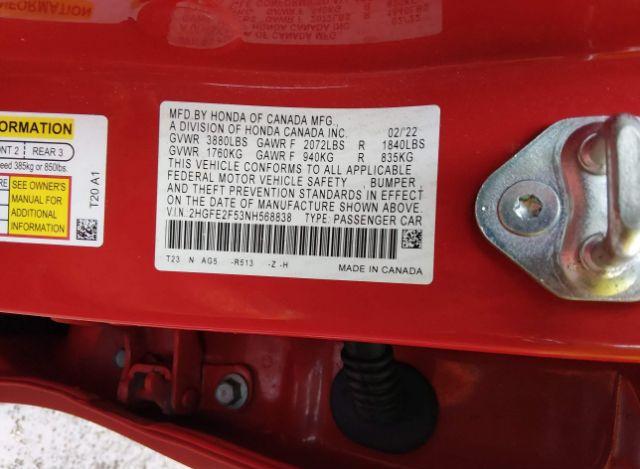 MFD.BY HONDA OF CANADA MFG., 02/'22
A DIVISION OF HONDA CANADA INC.
GVWR 3880LBS GAWR F 2072LBS R 1840LBS
GVWR 1760KG GAWR F 940KG R 835KG
THIS VEHICLE CONFORMS TO ALL APPLICABLE
FEDERAL MOTOR VEHICLE SAFETY , BUMPER ,
AND THEFT PREVENTION STANDARDS IN EFFECT
ON THE DATE OF MANUFACTURE SHOWN ABOVE.
V.I.N. 2HGFE2F53NH568838 TYPE: PASSENGER CAR
T23 N AG5 -R513 -Z -H
MADE IN CANADA
ORMATION
NT 2 REAR 3
eed 385kg or 850lbs.
RE
SEE OWNER'S
MANUAL FOR
ADDITIONAL
INFORMATION
T20 A1